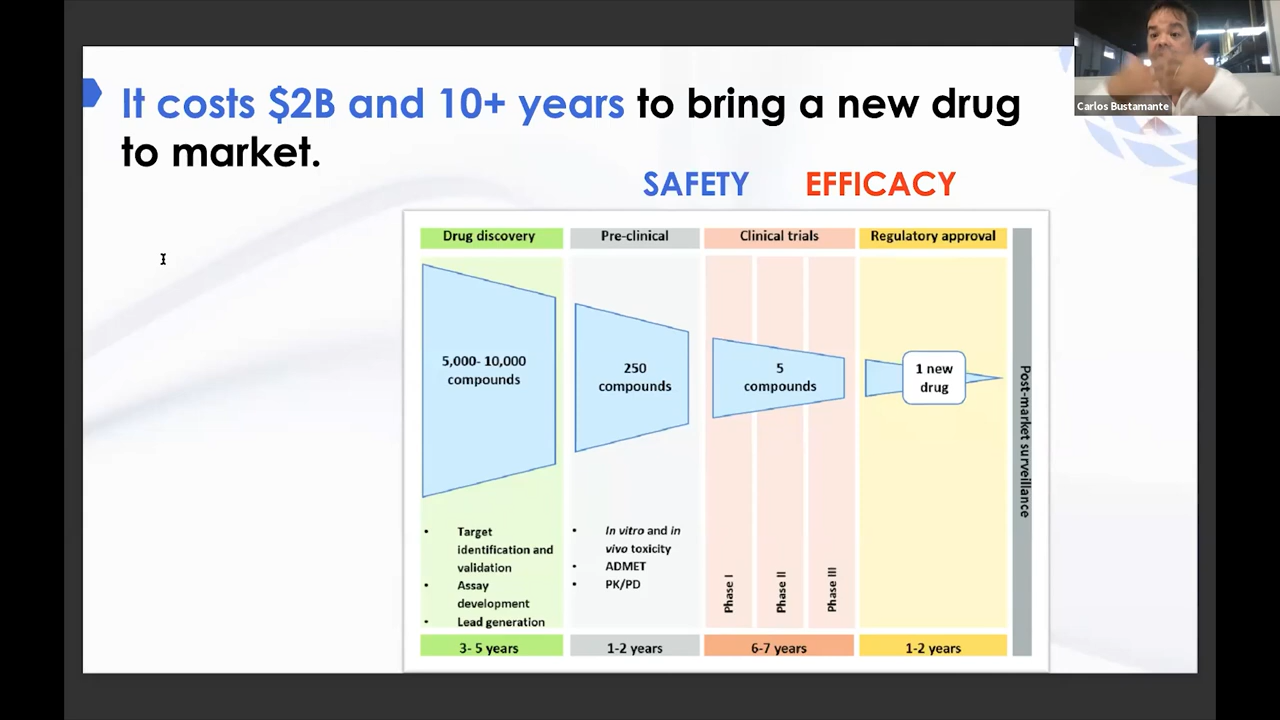 It costs $2B and 10+ years to bring a new drug
to market.
SAFETY EFFICACY
Carlos Bustamante
Drug discovery
Pre-clinical
Clinical trials
Regulatory approval
5,000- 10,000
compounds
250
compounds
5
compounds
1 new
drug
Post-market surveillance
• Target
identification and
validation
• Assay
development
• Lead generation
• In vitro and in
vivo toxicity
• ADMET
• PK/PD
Phase I
Phase II
Phase III
3- 5 years
1-2 years
6-7 years
1-2 years